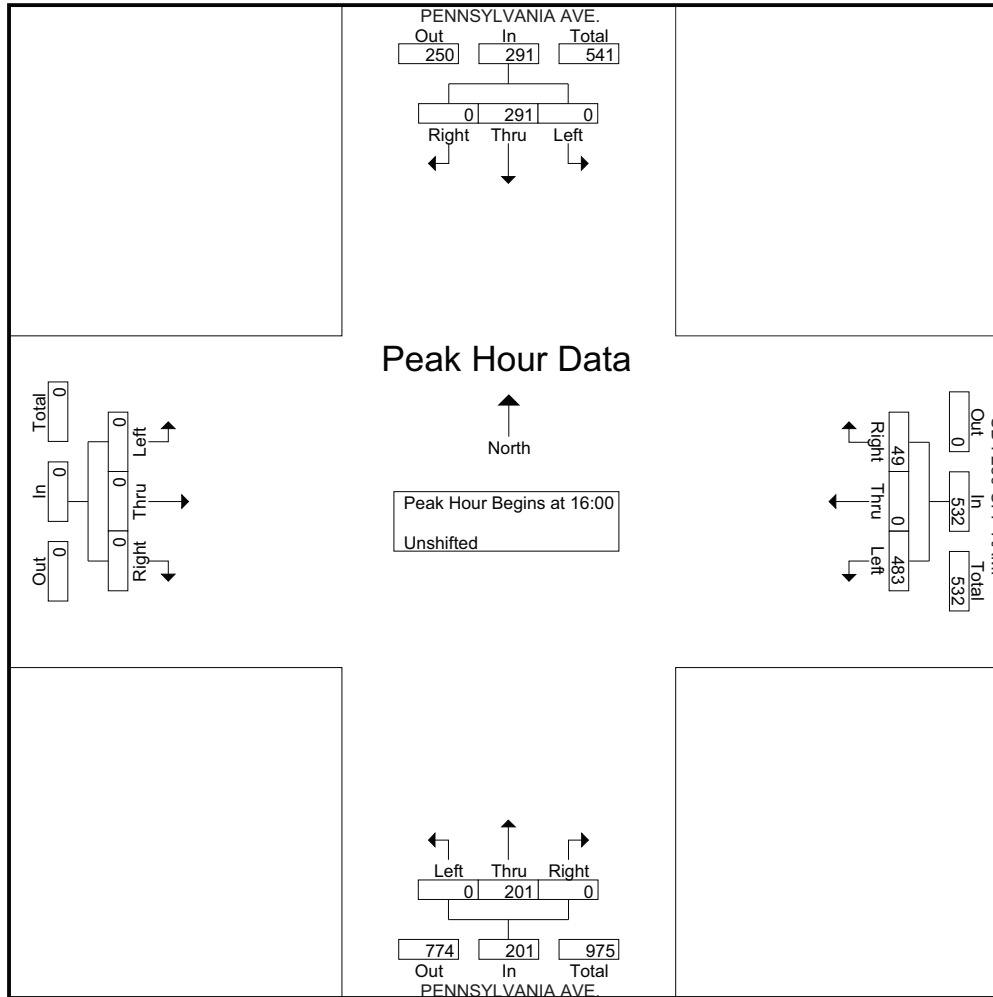 PENNSYLVANIA AVE.
Out In Total
250 291 541
0 291 0
Right Thru Left
Peak Hour Data
North
Peak Hour Begins at 16:00
Unshifted
Total In Out
0 0 0
0 0 0
Left Thru Right
Out In Total
0 532 532
49 0 483
Right Thru Left
Left Thru Right
0 201 0
774 201 975
Out In Total
PENNSYLVANIA AVE.